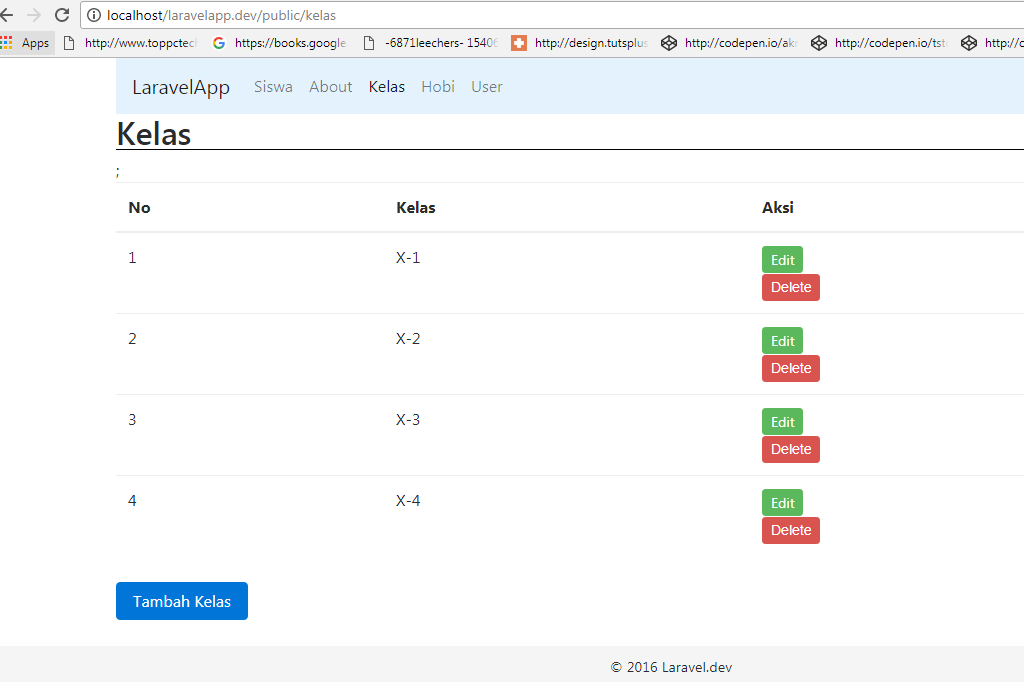 localhost/laravelapp.dev/public/kelas
Apps http://www.toppctech https://books.google. -6871leechers- 15406 http://design.tutsplus http://codepen.io/ak http://codepen.io/tst
LaravelApp Siswa About Kelas Hobi User
Kelas
;
No Kelas Aksi
1 X-1 Edit
Delete
2 X-2 Edit
Delete
3 X-3 Edit
Delete
4 X-4 Edit
Delete
Tambah Kelas
© 2016 Laravel.dev